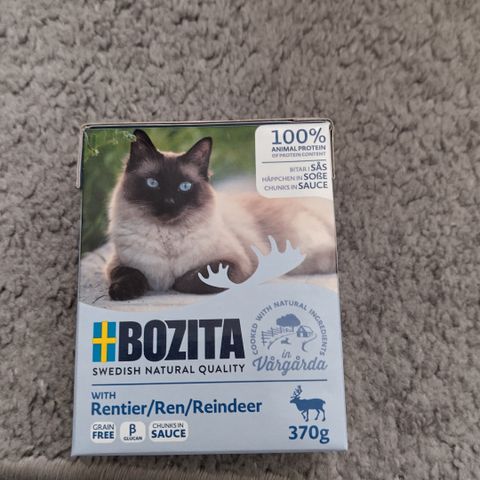 100%
ANIMAL PROTEIN
OF PROTEIN CONTENT
BITAR I SÅS
HÄPPCHEN IN SOßE
CHUNKS IN SAUCE
BOZITA
SWEDISH NATURAL QUALITY
COOKED WITH NATURAL INGREDIENTS
in
Vårgårda
WITH
Rentier/Ren/Reindeer
GRAIN
FREE
β
GLUCAN
CHUNKS IN
SAUCE
370g